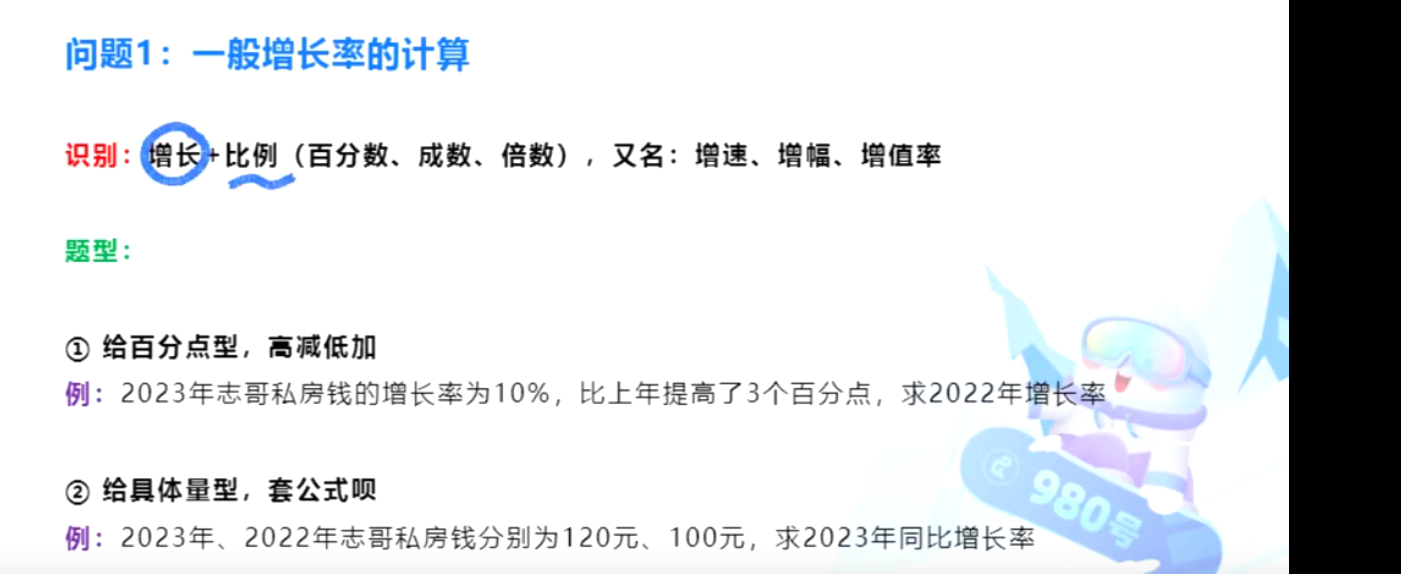 问题1：一般增长率的计算
识别：增长+比例（百分数、成数、倍数），又名：增速、增幅、增值率
题型：
① 给百分点型，高减低加
例：2023年志哥私房钱的增长率为10%，比上年提高了3个百分点，求2022年增长率
② 给具体量型，套公式呗
980号
例：2023年、2022年志哥私房钱分别为120元、100元，求2023年同比增长率